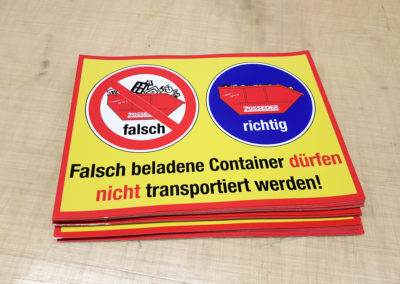 ZOSSEDER
falsch
ZOSSEDER
richtig
Falsch beladene Container dürfen
nicht transportiert werden!